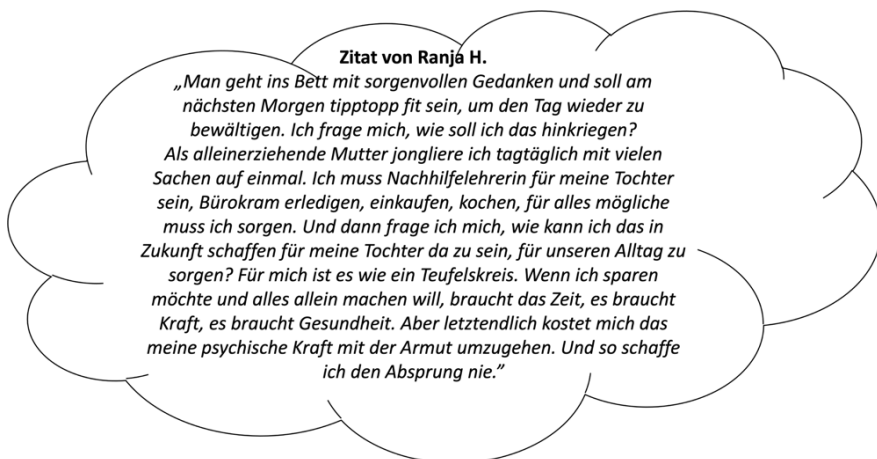 Zitat von Ranja H.
„Man geht ins Bett mit sorgenvollen Gedanken und soll am
nächsten Morgen tipptopp fit sein, um den Tag wieder zu
bewältigen. Ich frage mich, wie soll ich das hinkriegen?
Als alleinerziehende Mutter jongliere ich tagtäglich mit vielen
Sachen auf einmal. Ich muss Nachhilfelehrerin für meine Tochter
sein, Bürokram erledigen, einkaufen, kochen, für alles mögliche
muss ich sorgen. Und dann frage ich mich, wie kann ich das in
Zukunft schaffen für meine Tochter da zu sein, für unseren Alltag zu
sorgen? Für mich ist es wie ein Teufelskreis. Wenn ich sparen
möchte und alles allein machen will, braucht das Zeit, es braucht
Kraft, es braucht Gesundheit. Aber letztendlich kostet mich das
meine psychische Kraft mit der Armut umzugehen. Und so schaffe
ich den Absprung nie.”